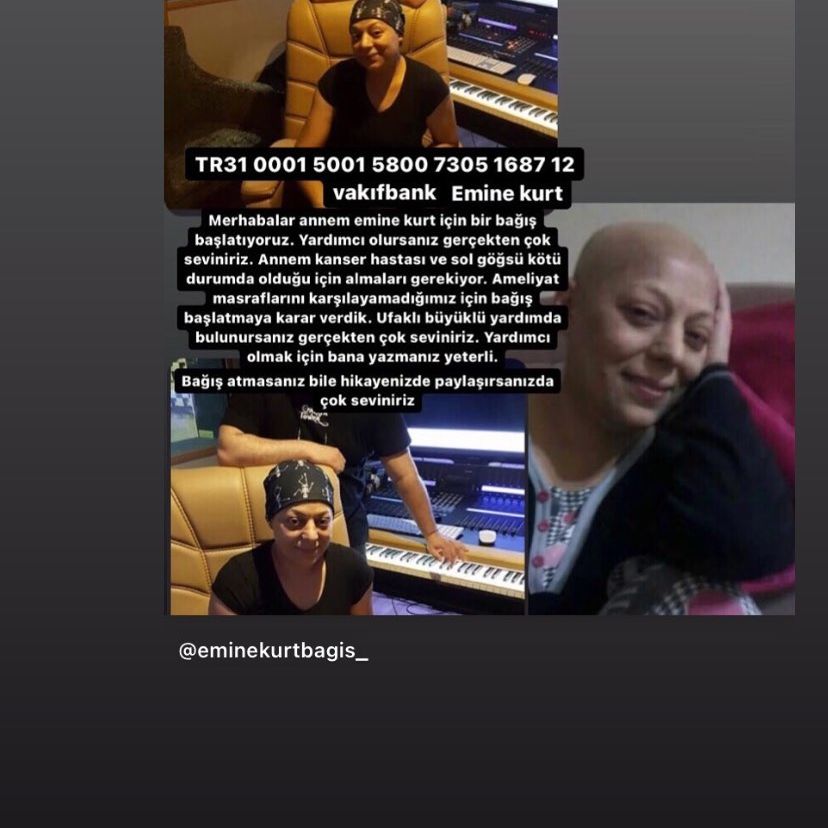 TR31 0001 5001 5800 7305 1687 12
vakıfbank Emine kurt
Merhabalar annem emine kurt için bir bağış
başlatıyoruz. Yardımcı olursanız gerçekten çok
seviniriz. Annem kanser hastası ve sol göğsü kötü
durumda olduğu için almaları gerekiyor. Ameliyat
masraflarını karşılayamadığımız için bağış
başlatmaya karar verdik. Ufaklı büyüklü yardımda
bulunursanız gerçekten çok seviniriz. Yardımcı
olmak için bana yazmanız yeterli.
Bağış atmasanız bile hikayenizde paylaşırsanızda
çok seviniriz
@eminekurtbagis_